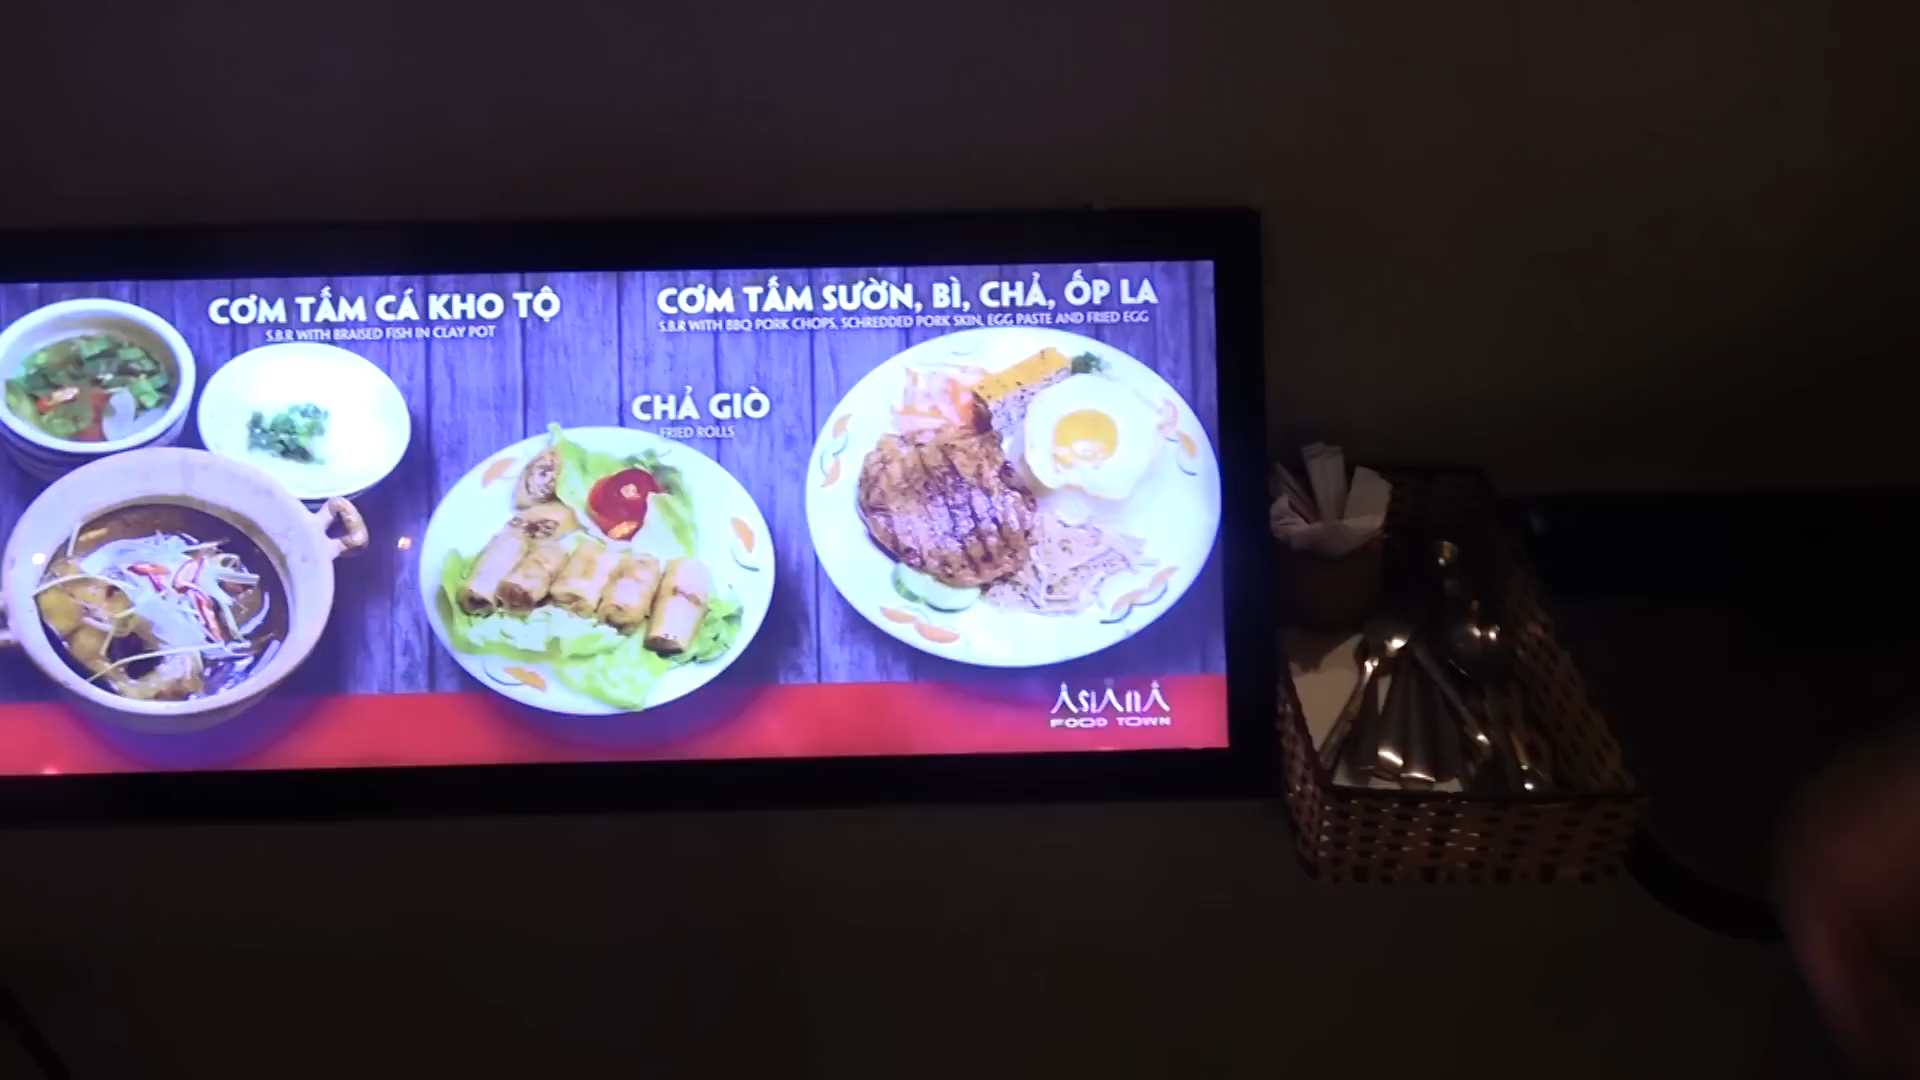 CƠM TẤM CÁ KHO TỘ
S.B.R WITH BRAISED FISH IN CLAY POT
CHẢ GIÒ
FRIED ROLLS
CƠM TẤM SƯỜN, BÌ, CHẢ, ỐP LA
S.B.R WITH BBQ PORK CHOPS, SCHREDDED PORK SKIN, EGG PASTE AND FRIED EGG
ASIANA
FOOD TOWN